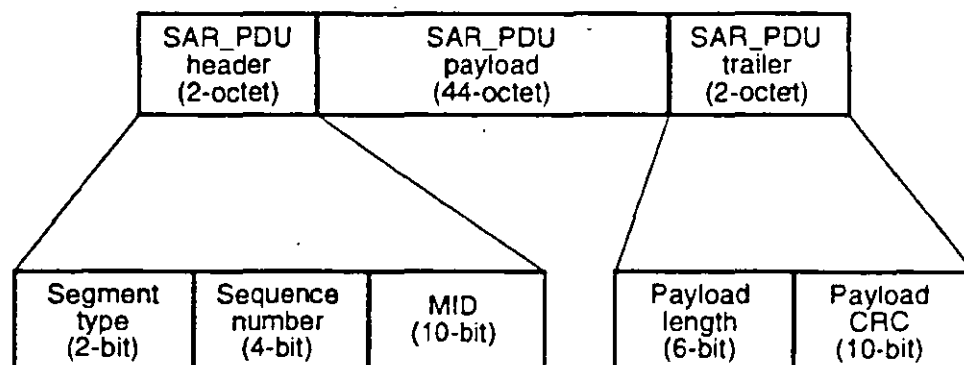 SAR_PDU
header
(2-octet)
SAR_PDU
payload
(44-octet)
SAR_PDU
trailer
(2-octet)
Segment
type
(2-bit)
Sequence
number
(4-bit)
MID
(10-bit)
Payload
length
(6-bit)
Payload
CRC
(10-bit)